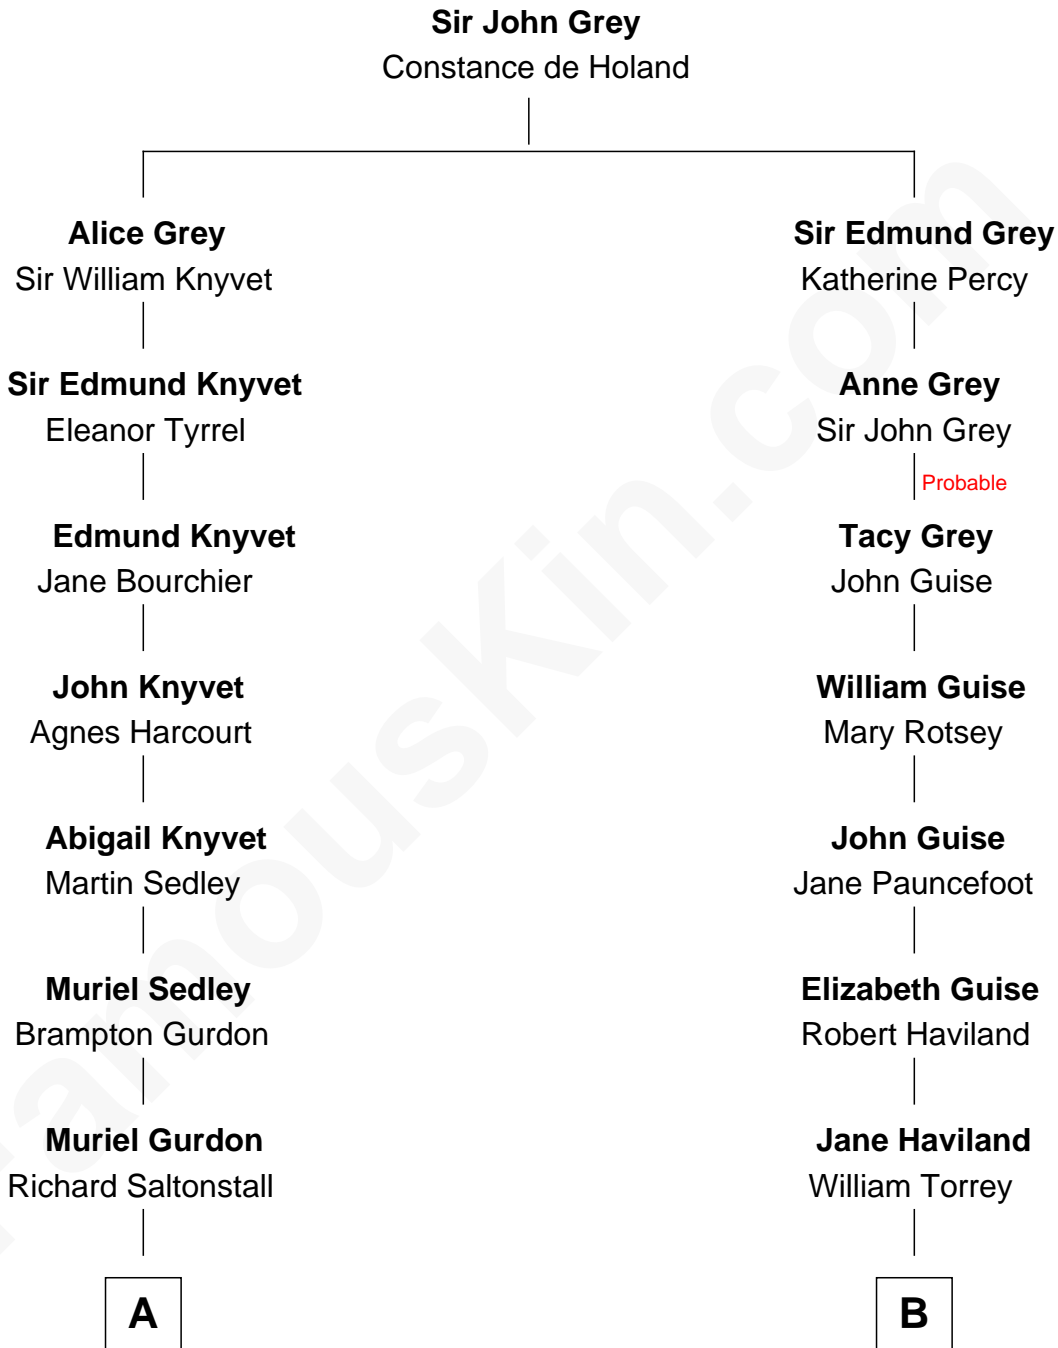 Sir John Grey
Constance de Holand
Alice Grey
Sir William Knyvet
Sir Edmund Grey
Katherine Percy
Sir Edmund Knyvet
Eleanor Tyrrel
Anne Grey
Sir John Grey
Probable
Edmund Knyvet
Jane Bourchier
Tacy Grey
John Guise
John Knyvet
Agnes Harcourt
William Guise
Mary Rotsey
Abigail Knyvet
Martin Sedley
John Guise
Jane Pauncefoot
Muriel Sedley
Brampton Gurdon
Elizabeth Guise
Robert Haviland
Muriel Gurdon
Richard Saltonstall
Jane Haviland
William Torrey
A
B
FamousKin.com